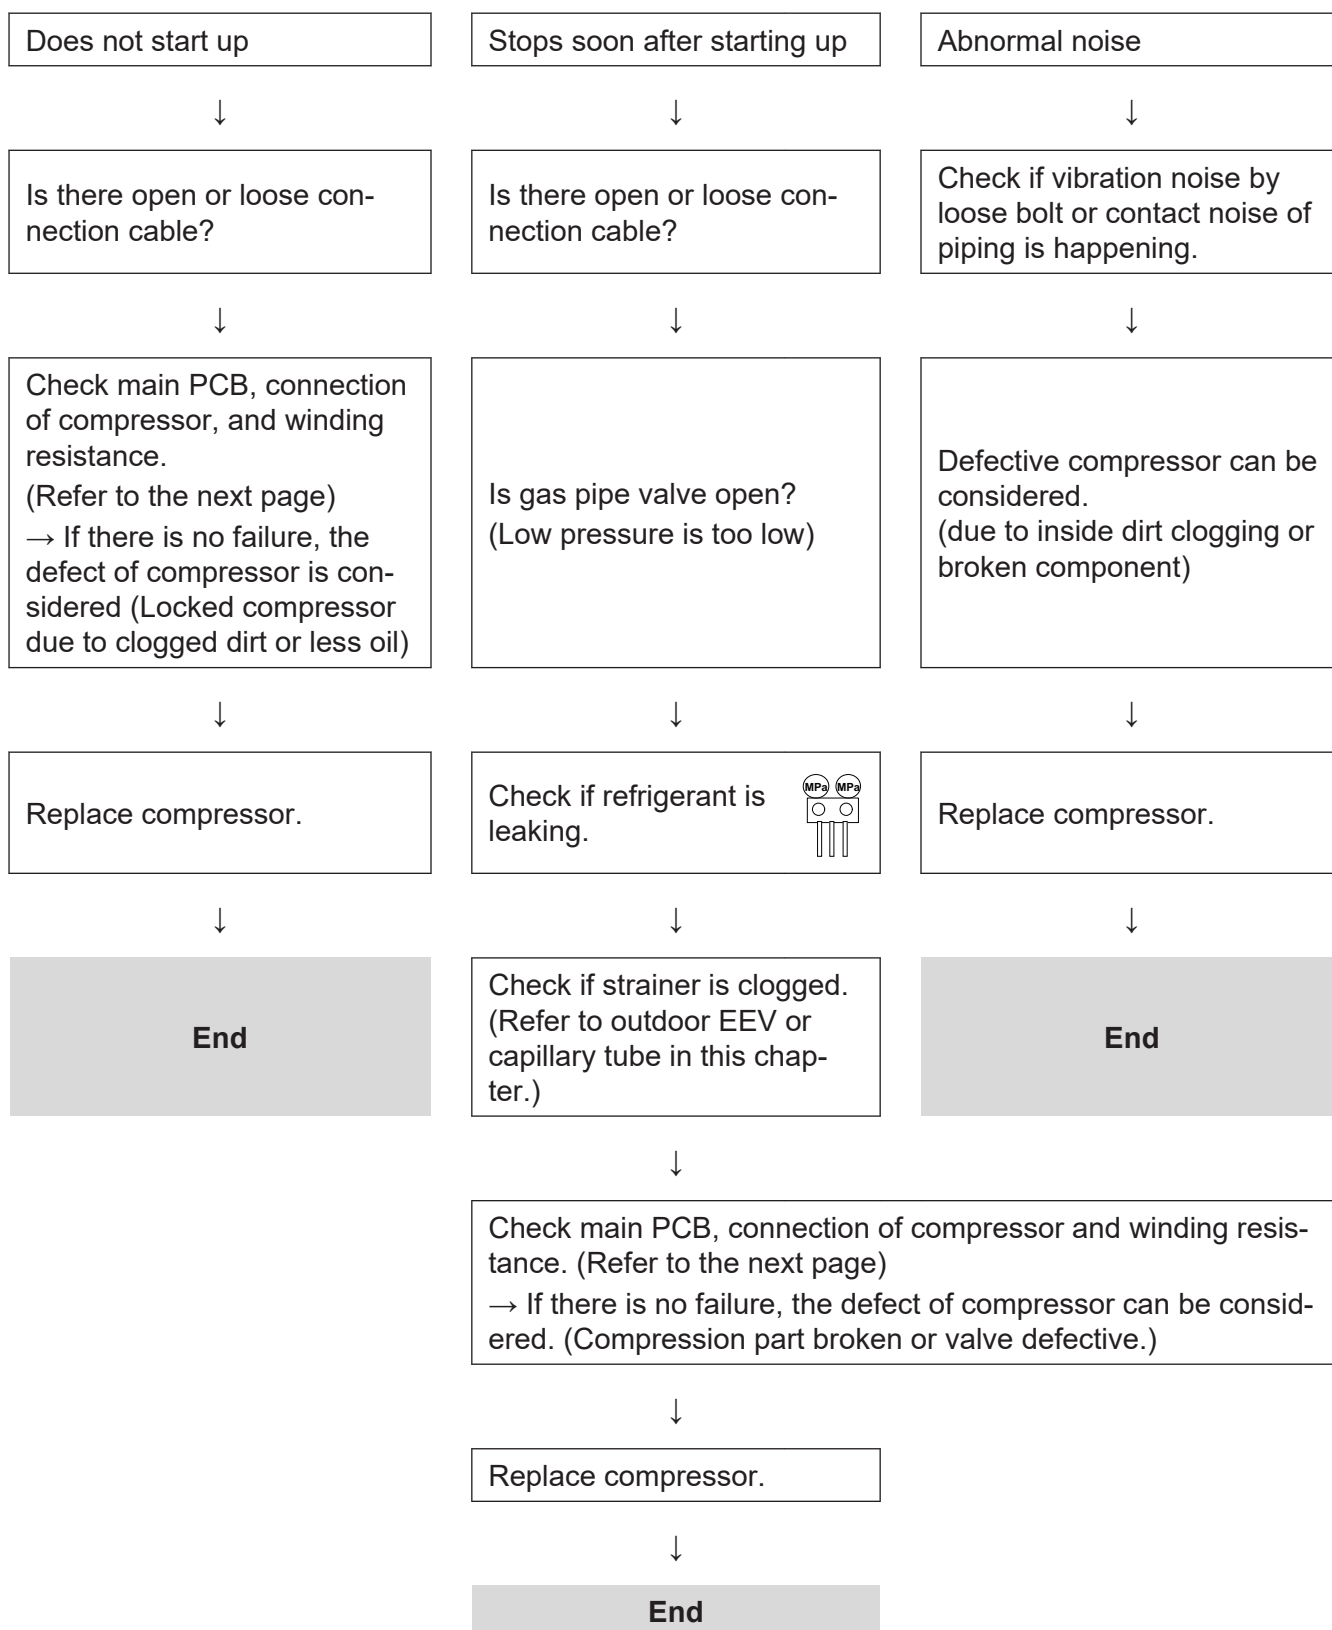 Does not start up
Stops soon after starting up
Abnormal noise
↓
↓
↓
Is there open or loose con-
nection cable?
Is there open or loose con-
nection cable?
Check if vibration noise by
loose bolt or contact noise of
piping is happening.
↓
↓
↓
Check main PCB, connection
of compressor, and winding
resistance.
(Refer to the next page)
→ If there is no failure, the
defect of compressor is con-
sidered (Locked compressor
due to clogged dirt or less oil)
Is gas pipe valve open?
(Low pressure is too low)
Defective compressor can be
considered.
(due to inside dirt clogging or
broken component)
↓
↓
↓
Replace compressor.
Check if refrigerant is
leaking.
MPa MPa
Replace compressor.
↓
↓
↓
End
Check if strainer is clogged.
(Refer to outdoor EEV or
capillary tube in this chap-
ter.)
End
↓
Check main PCB, connection of compressor and winding resis-
tance. (Refer to the next page)
→ If there is no failure, the defect of compressor can be consid-
ered. (Compression part broken or valve defective.)
↓
Replace compressor.
↓
End